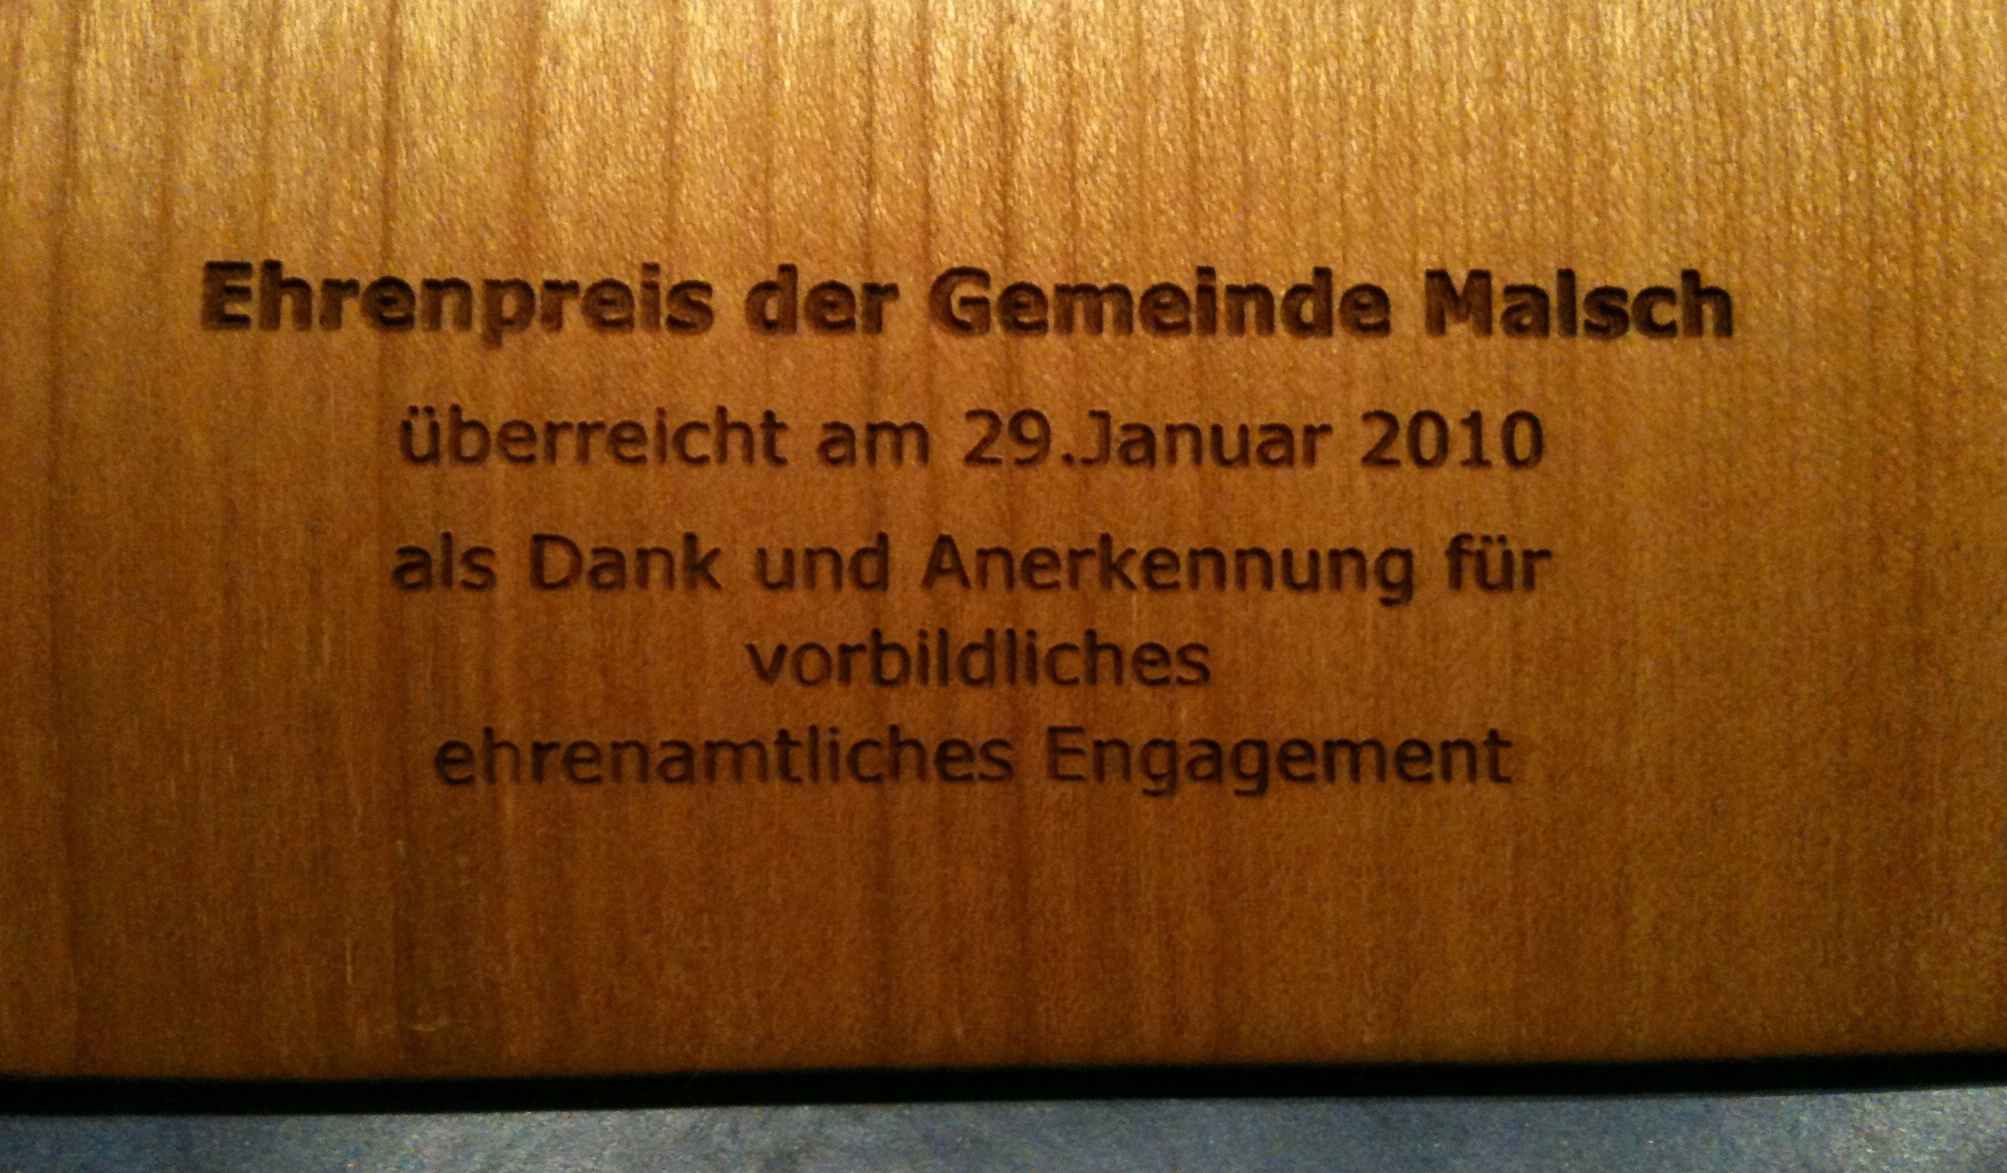 Ehrenpreis der Gemeinde Malsch
überreicht am 29.Januar 2010
als Dank und Anerkennung für
vorbildliches
ehrenamtliches Engagement